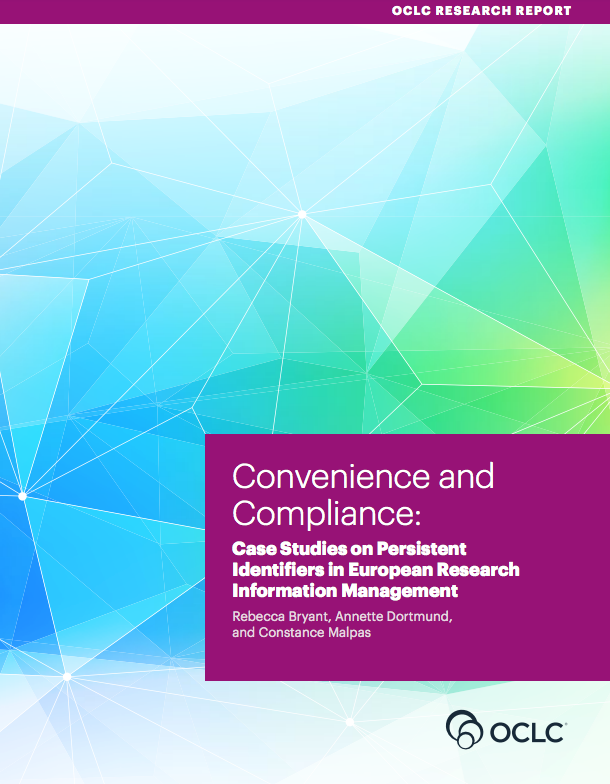 OCLC RESEARCH REPORT
Convenience and
Compliance:
Case Studies on Persistent
Identifiers in European Research
Information Management
Rebecca Bryant, Annette Dortmund,
and Constance Malpas
OCLC